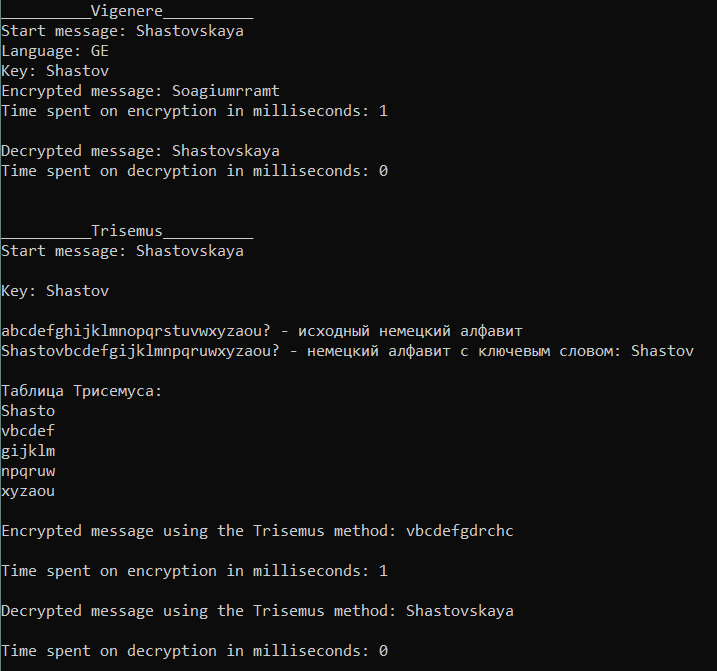 __________Vigenere__________
Start message: Shastovskaya
Language: GE
Key: Shastov
Encrypted message: Soagiumrramt
Time spent on encryption in milliseconds: 1
Decrypted message: Shastovskaya
Time spent on decryption in milliseconds: 0
__________Trisemus__________
Start message: Shastovskaya
Key: Shastov
abcdefghijklmnopqrstuvwxyzaou? - исходный немецкий алфавит
Shastovbcdefgijklmnpqruwxyzaou? - немецкий алфавит с ключевым словом: Shastov
Таблица Трисемуса:
Shasto
vbcdef
gijklm
npqruw
xyzaou
Encrypted message using the Trisemus method: vbcdefgdrchc
Time spent on encryption in milliseconds: 1
Decrypted message using the Trisemus method: Shastovskaya
Time spent on decryption in milliseconds: 0